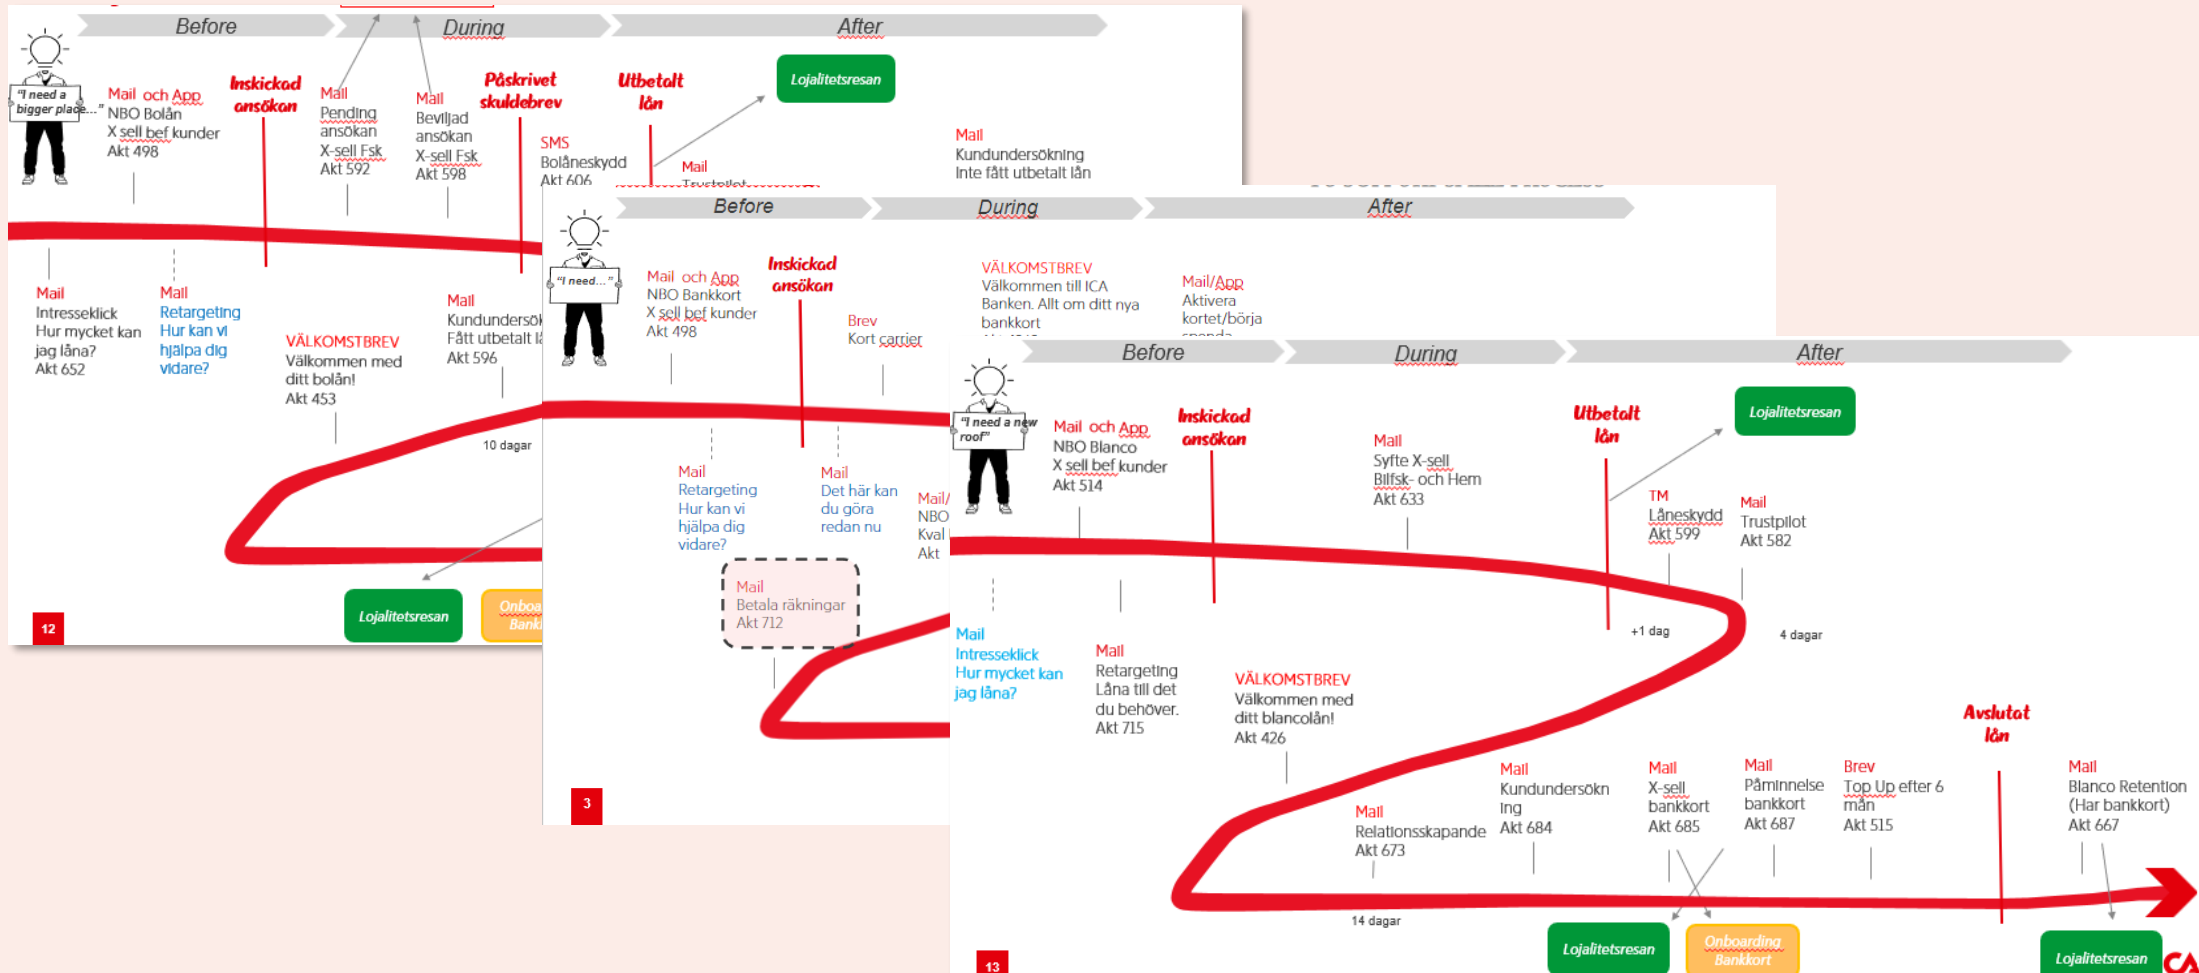 Before
During
After
"I need a
bigger place..."
Mail och App
NBO Bolån
X sell bef kunder
Akt 498
Inskickad
ansökan
Mail
Pending
ansökan
X-sell Fsk
Akt 592
Mail
Beviljad
ansökan
X-sell Fsk
Akt 598
Påskrivet
skuldebrev
SMS
Bolåneskydd
Akt 606
Utbetalt
lån
Mail
Trustpilot
Lojalitetsresan
Mail
Kundundersökning
Inte fått utbetalt lån
Mail
Intresseklick
Hur mycket kan
jag låna?
Akt 652
Mail
Retargeting
Hur kan vi
hjälpa dig
vidare?
VÄLKOMSTBREV
Välkommen med
ditt bolån!
Akt 453
Mail
Kundundersök
Fått utbetalt lå
Akt 596
10 dagar
Lojalitetsresan
Onboa
Bank
12
Before
During
After
"I need..."
Mail och App
NBO Bankkort
X sell bef kunder
Akt 498
Inskickad
ansökan
Brev
Kort carrier
VÄLKOMSTBREV
Välkommen till ICA
Banken. Allt om ditt nya
bankkort
Mail/App
Aktivera
kortet/börja
spenda
Mail
Retargeting
Hur kan vi
hjälpa dig
vidare?
Mail
Det här kan
du göra
redan nu
Mail/
NBO
Kval
Akt
Mail
Betala räkningar
Akt 712
3
Before
During
After
"I need a new
roof"
Mail och App
NBO Blanco
X sell bef kunder
Akt 514
Inskickad
ansökan
Mail
Syfte X-sell
Bilfsk- och Hem
Akt 633
Utbetalt
lån
Lojalitetsresan
TM
Låneskydd
Akt 599
Mail
Trustpilot
Akt 582
+1 dag
4 dagar
Mail
Intresseklick
Hur mycket kan
jag låna?
Mail
Retargeting
Låna till det
du behöver.
Akt 715
VÄLKOMSTBREV
Välkommen med
ditt blancolån!
Akt 426
Mail
Relationsskapande
Akt 673
Mail
Kundundersökn
ing
Akt 684
Mail
X-sell
bankkort
Akt 685
Mail
Påminnelse
bankkort
Akt 687
Brev
Top Up efter 6
mån
Akt 515
Avslutat
lån
Mail
Blanco Retention
(Har bankkort)
Akt 667
14 dagar
Lojalitetsresan
Onboarding
Bankkort
Lojalitetsresan
CA
13